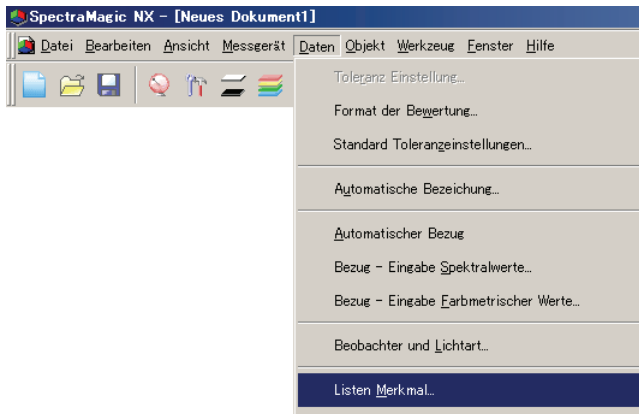 SpectraMagic NX - [Neues Dokument1]
Datei Bearbeiten Ansicht Messgerät Daten Objekt Werkzeug Fenster Hilfe
Toleranz Einstellung...
Format der Bewertung...
Standard Toleranzeinstellungen...
Automatische Bezeichung...
Automatischer Bezug
Bezug - Eingabe Spektralwerte...
Bezug - Eingabe Farbmetrischer Werte...
Beobachter und Lichtart...
Listen Merkmal...